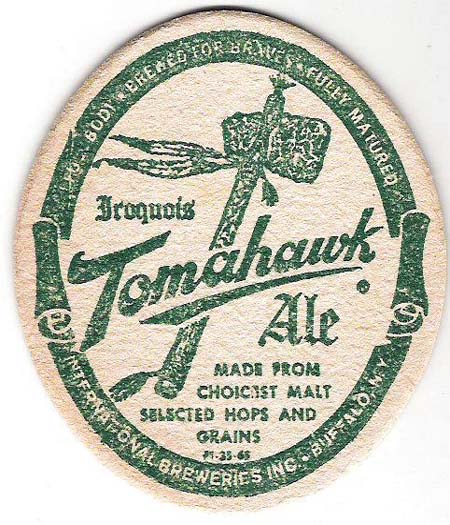 BODY • BREWED FOR BRAVES • FULLY MATURED
Iroquois
Tomahawk
Ale
MADE FROM
CHOICEST MALT
SELECTED HOPS AND
GRAINS
INTERNATIONAL BREWERIES INC. • BUFFALO, N.Y.